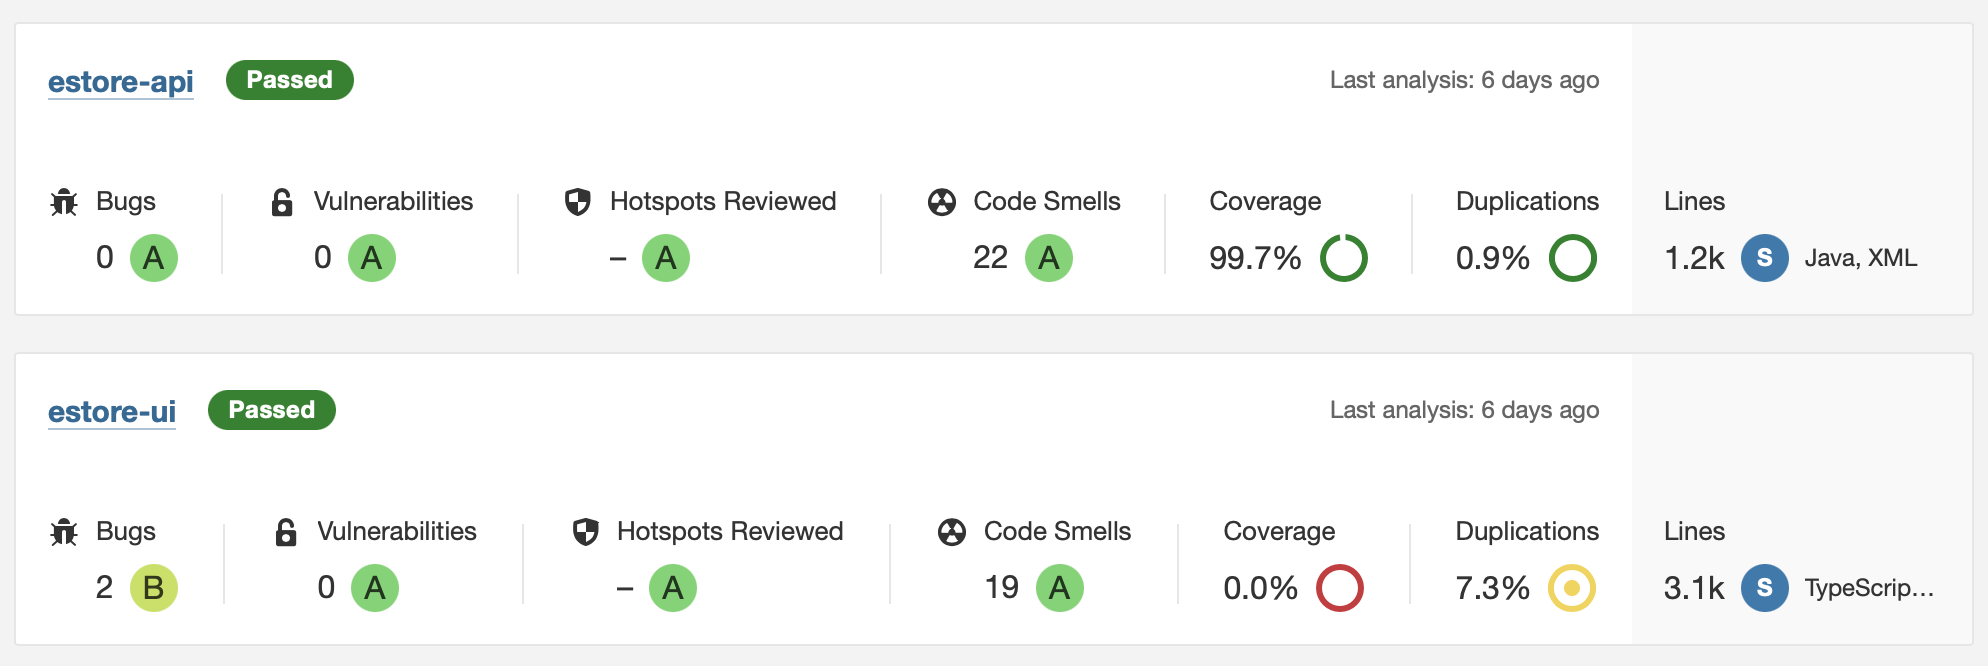 estore-api Passed Last analysis: 6 days ago
Bugs Vulnerabilities Hotspots Reviewed Code Smells Coverage Duplications Lines
0 A 0 A – A 22 A 99.7% 0.9% 1.2k S Java, XML
estore-ui Passed Last analysis: 6 days ago
Bugs Vulnerabilities Hotspots Reviewed Code Smells Coverage Duplications Lines
2 B 0 A – A 19 A 0.0% 7.3% 3.1k S TypeScrip...